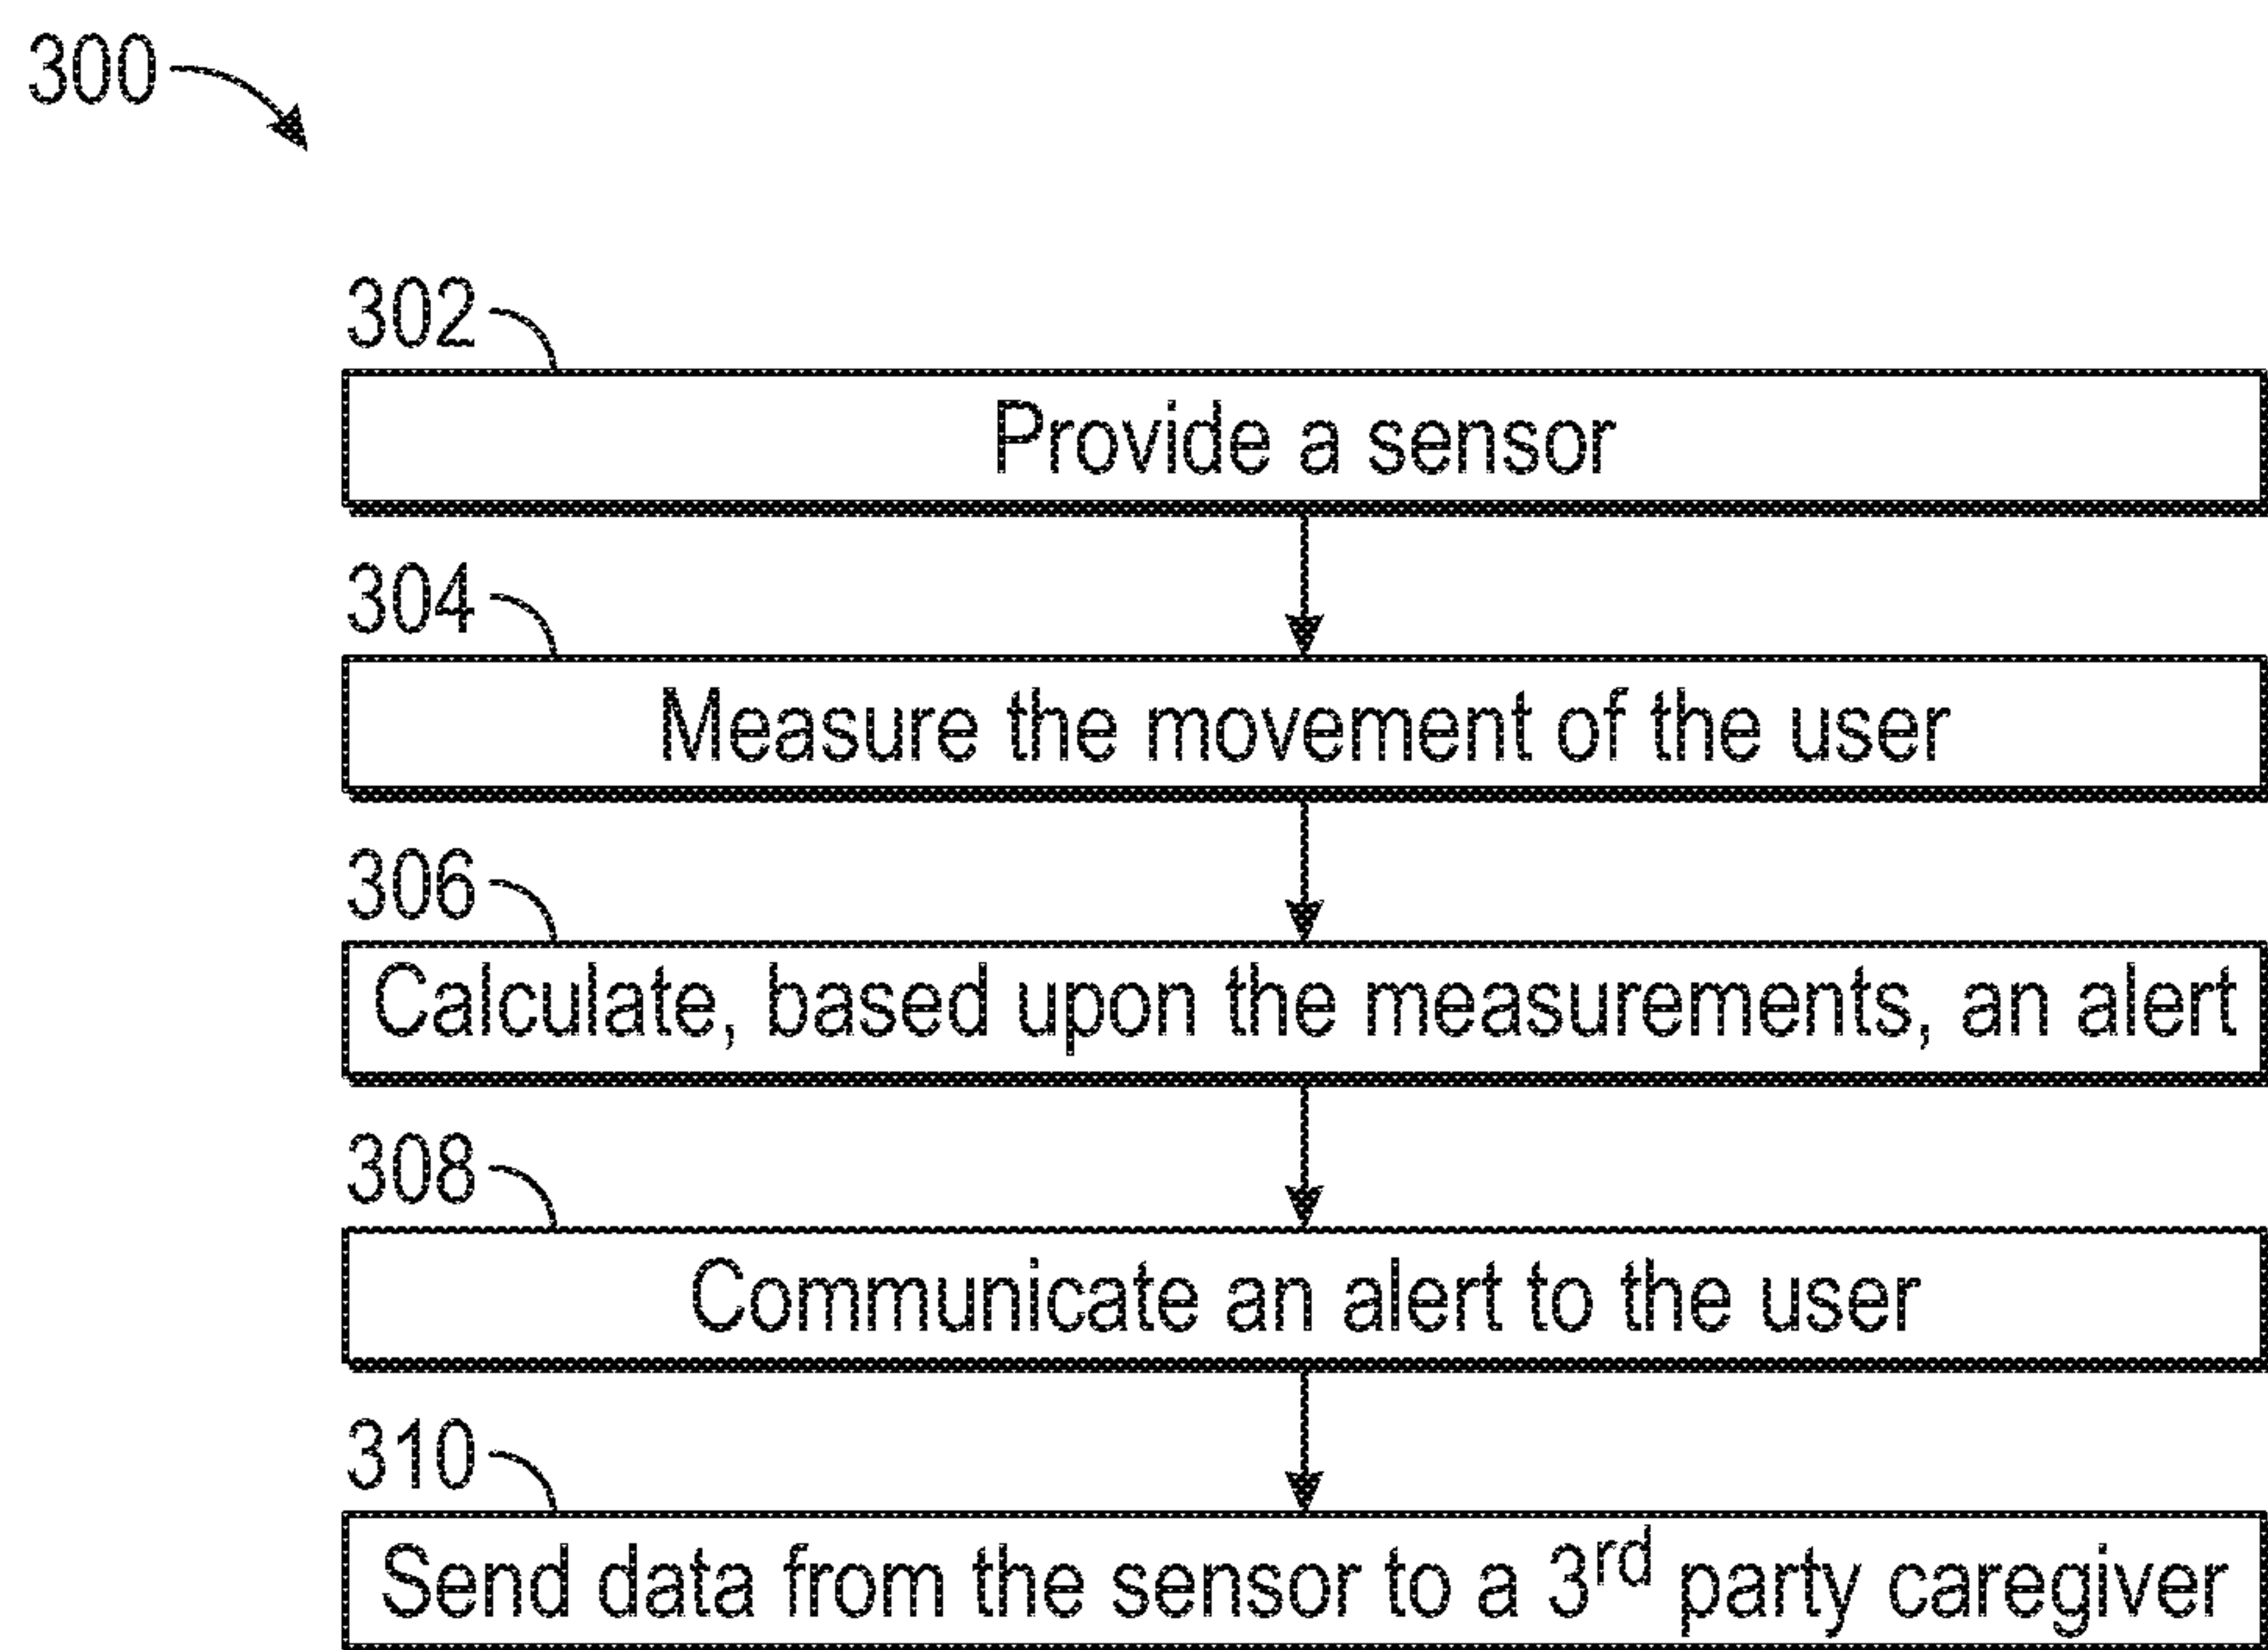 300
302
Provide a sensor
304
Measure the movement of the user
306
Calculate, based upon the measurements, an alert
308
Communicate an alert to the user
310
Send data from the sensor to a 3rd party caregiver